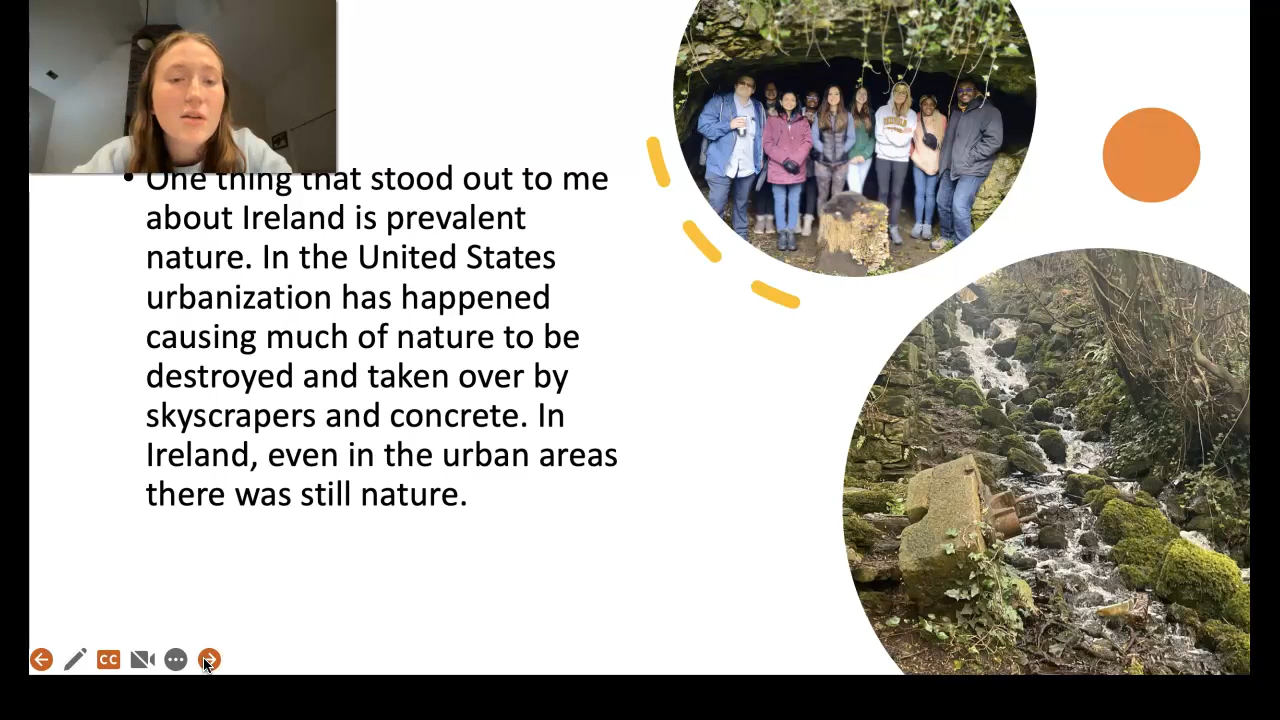 • One thing that stood out to me
about Ireland is prevalent
nature. In the United States
urbanization has happened
causing much of nature to be
destroyed and taken over by
skyscrapers and concrete. In
Ireland, even in the urban areas
there was still nature.
CC